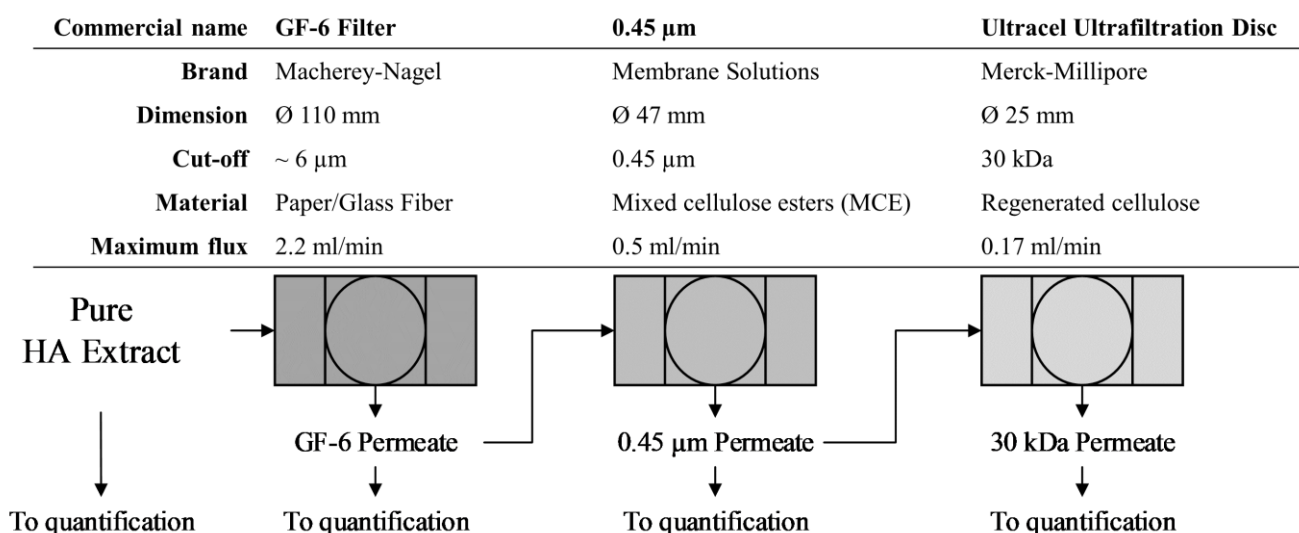 Commercial name GF-6 Filter 0.45 µm Ultracel Ultrafiltration Disc
Brand Macherey-Nagel Membrane Solutions Merck-Millipore
Dimension Ø 110 mm Ø 47 mm Ø 25 mm
Cut-off ~ 6 µm 0.45 µm 30 kDa
Material Paper/Glass Fiber Mixed cellulose esters (MCE) Regenerated cellulose
Maximum flux 2.2 ml/min 0.5 ml/min 0.17 ml/min
Pure
HA Extract
GF-6 Permeate 0.45 µm Permeate 30 kDa Permeate
To quantification To quantification To quantification To quantification